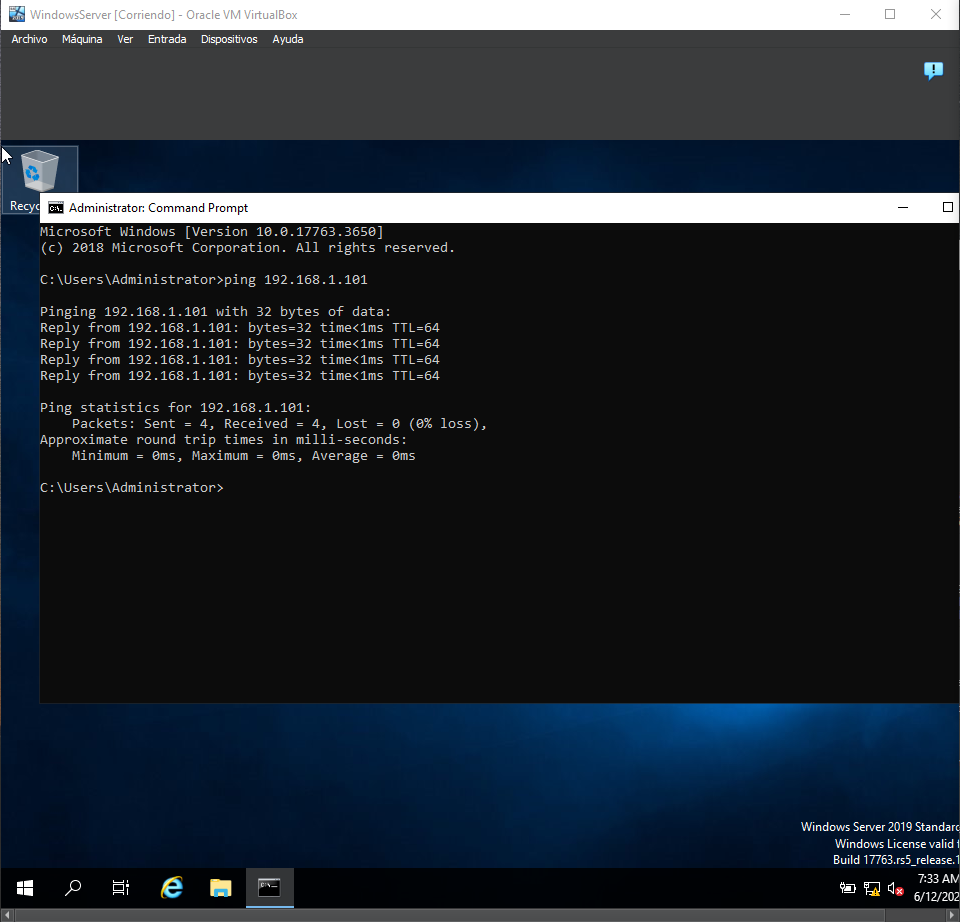 WindowsServer [Corriendo] - Oracle VM VirtualBox
Archivo Máquina Ver Entrada Dispositivos Ayuda
Administrator: Command Prompt
Microsoft Windows [Version 10.0.17763.3650]
(c) 2018 Microsoft Corporation. All rights reserved.
C:\Users\Administrator>ping 192.168.1.101
Pinging 192.168.1.101 with 32 bytes of data:
Reply from 192.168.1.101: bytes=32 time<1ms TTL=64
Reply from 192.168.1.101: bytes=32 time<1ms TTL=64
Reply from 192.168.1.101: bytes=32 time<1ms TTL=64
Reply from 192.168.1.101: bytes=32 time<1ms TTL=64
Ping statistics for 192.168.1.101:
Packets: Sent = 4, Received = 4, Lost = 0 (0% loss),
Approximate round trip times in milli-seconds:
Minimum = 0ms, Maximum = 0ms, Average = 0ms
C:\Users\Administrator>
Windows Server 2019 Standar
Windows License valid
Build 17763.rs5_release.1
7:33 AM
6/12/202